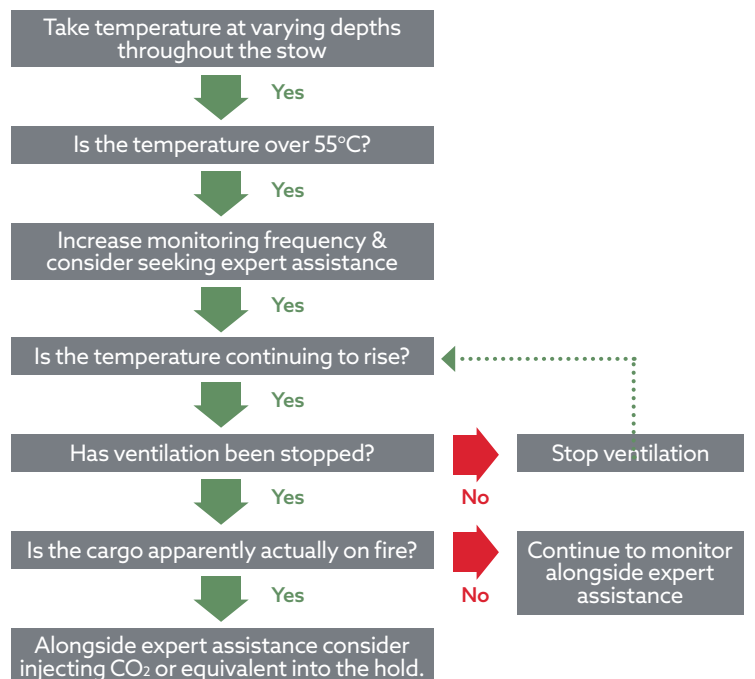 Take temperature at varying depths
throughout the stow
Yes
Is the temperature over 55°C?
Yes
Increase monitoring frequency &
consider seeking expert assistance
Yes
Is the temperature continuing to rise?
Yes
Has ventilation been stopped?
No
Stop ventilation
Yes
Is the cargo apparently actually on fire?
No
Continue to monitor
alongside expert
assistance
Yes
Alongside expert assistance consider
injecting CO₂ or equivalent into the hold.